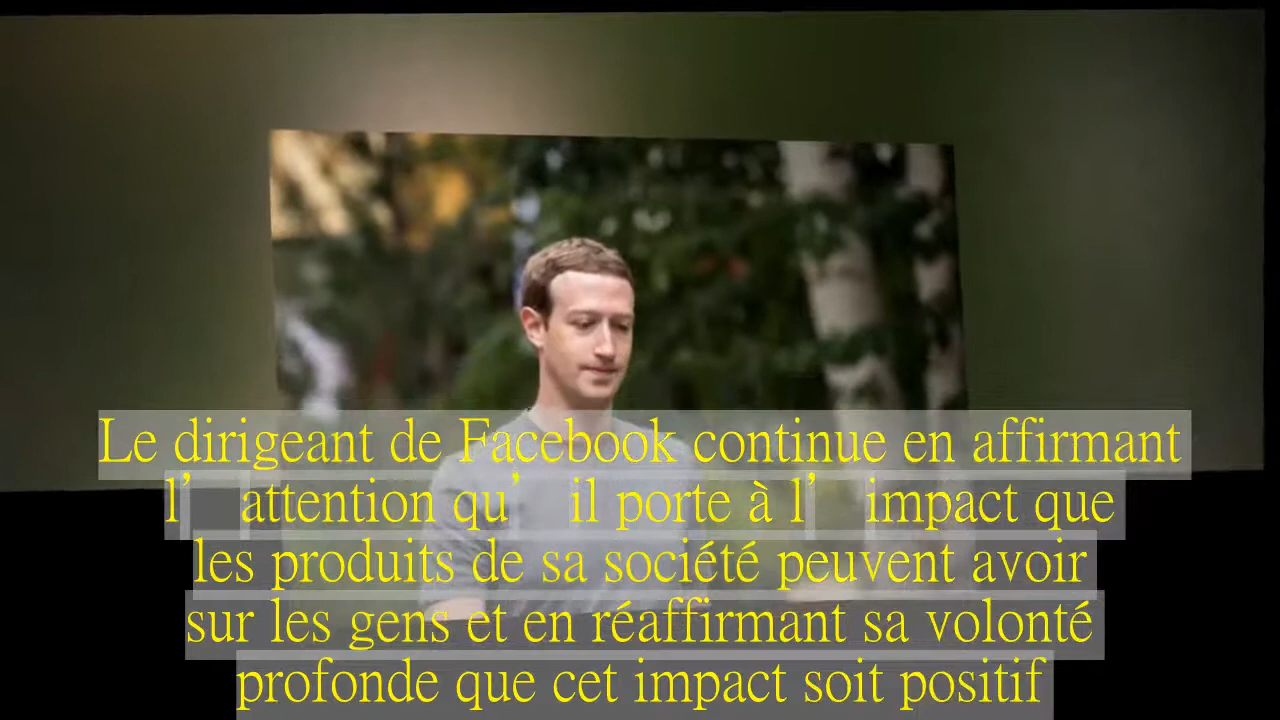 Le dirigeant de Facebook continue en affirmant
l’ attention qu’ il porte à l’ impact que
les produits de sa société peuvent avoir
sur les gens et en réaffirmant sa volonté
profonde que cet impact soit positif